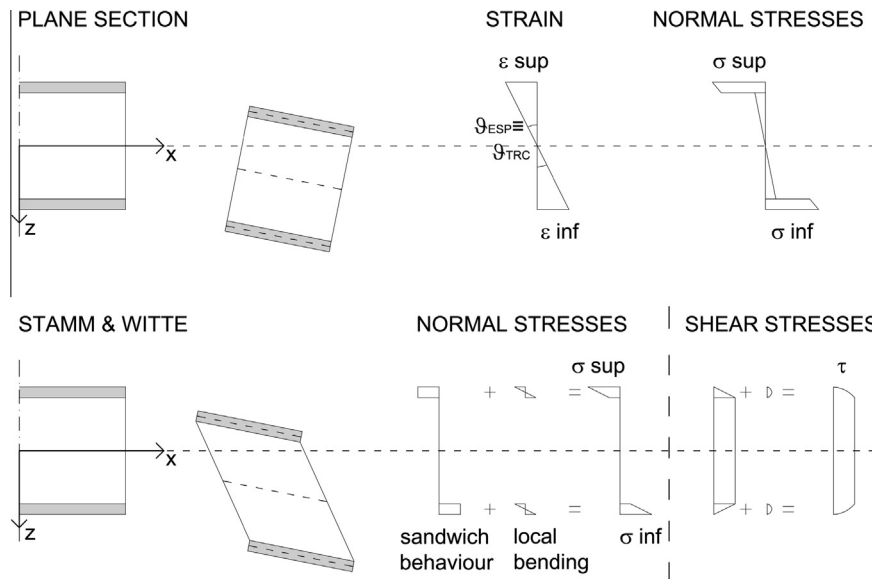 PLANE SECTION
STRAIN
NORMAL STRESSES
ε sup
σ sup
ϑESP≡
ϑTRC
x
z
ε inf
σ inf
STAMM & WITTE
NORMAL STRESSES
SHEAR STRESSES
σ sup
τ
+ = + =
x
+ = + =
z
sandwich behaviour
local bending
σ inf